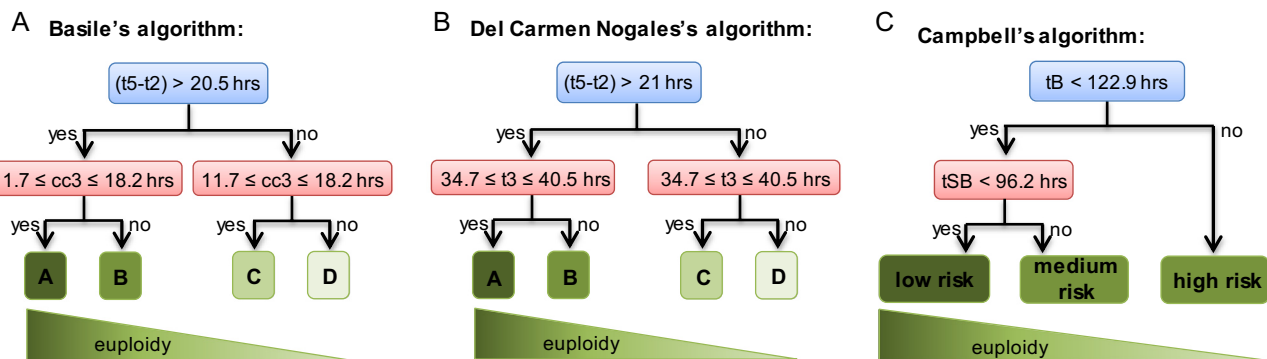 A Basile's algorithm:
(t5-t2) > 20.5 hrs
yes no
1.7 ≤ cc3 ≤ 18.2 hrs 11.7 ≤ cc3 ≤ 18.2 hrs
yes no yes no
A B C D
euploidy
B Del Carmen Nogales's algorithm:
(t5-t2) > 21 hrs
yes no
34.7 ≤ t3 ≤ 40.5 hrs 34.7 ≤ t3 ≤ 40.5 hrs
yes no yes no
A B C D
euploidy
C Campbell's algorithm:
tB < 122.9 hrs
yes no
tSB < 96.2 hrs
yes no
low risk medium risk high risk
euploidy